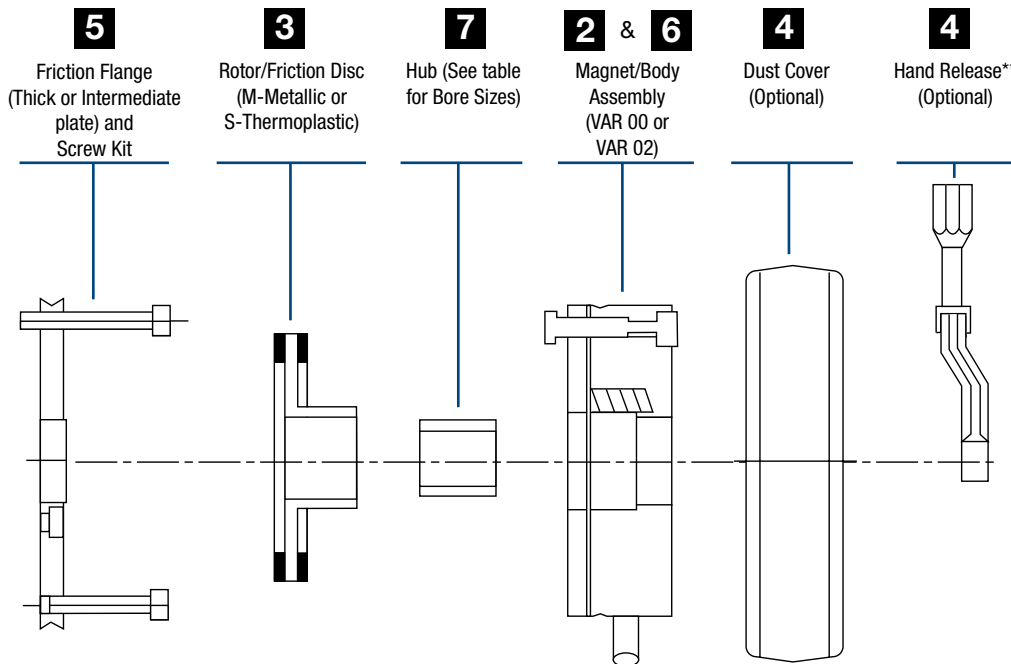 5
Friction Flange
(Thick or Intermediate
plate) and
Screw Kit
3
Rotor/Friction Disc
(M-Metallic or
S-Thermoplastic)
7
Hub (See table
for Bore Sizes)
2 & 6
Magnet/Body
Assembly
(VAR 00 or
VAR 02)
4
Dust Cover
(Optional)
4
Hand Release**
(Optional)